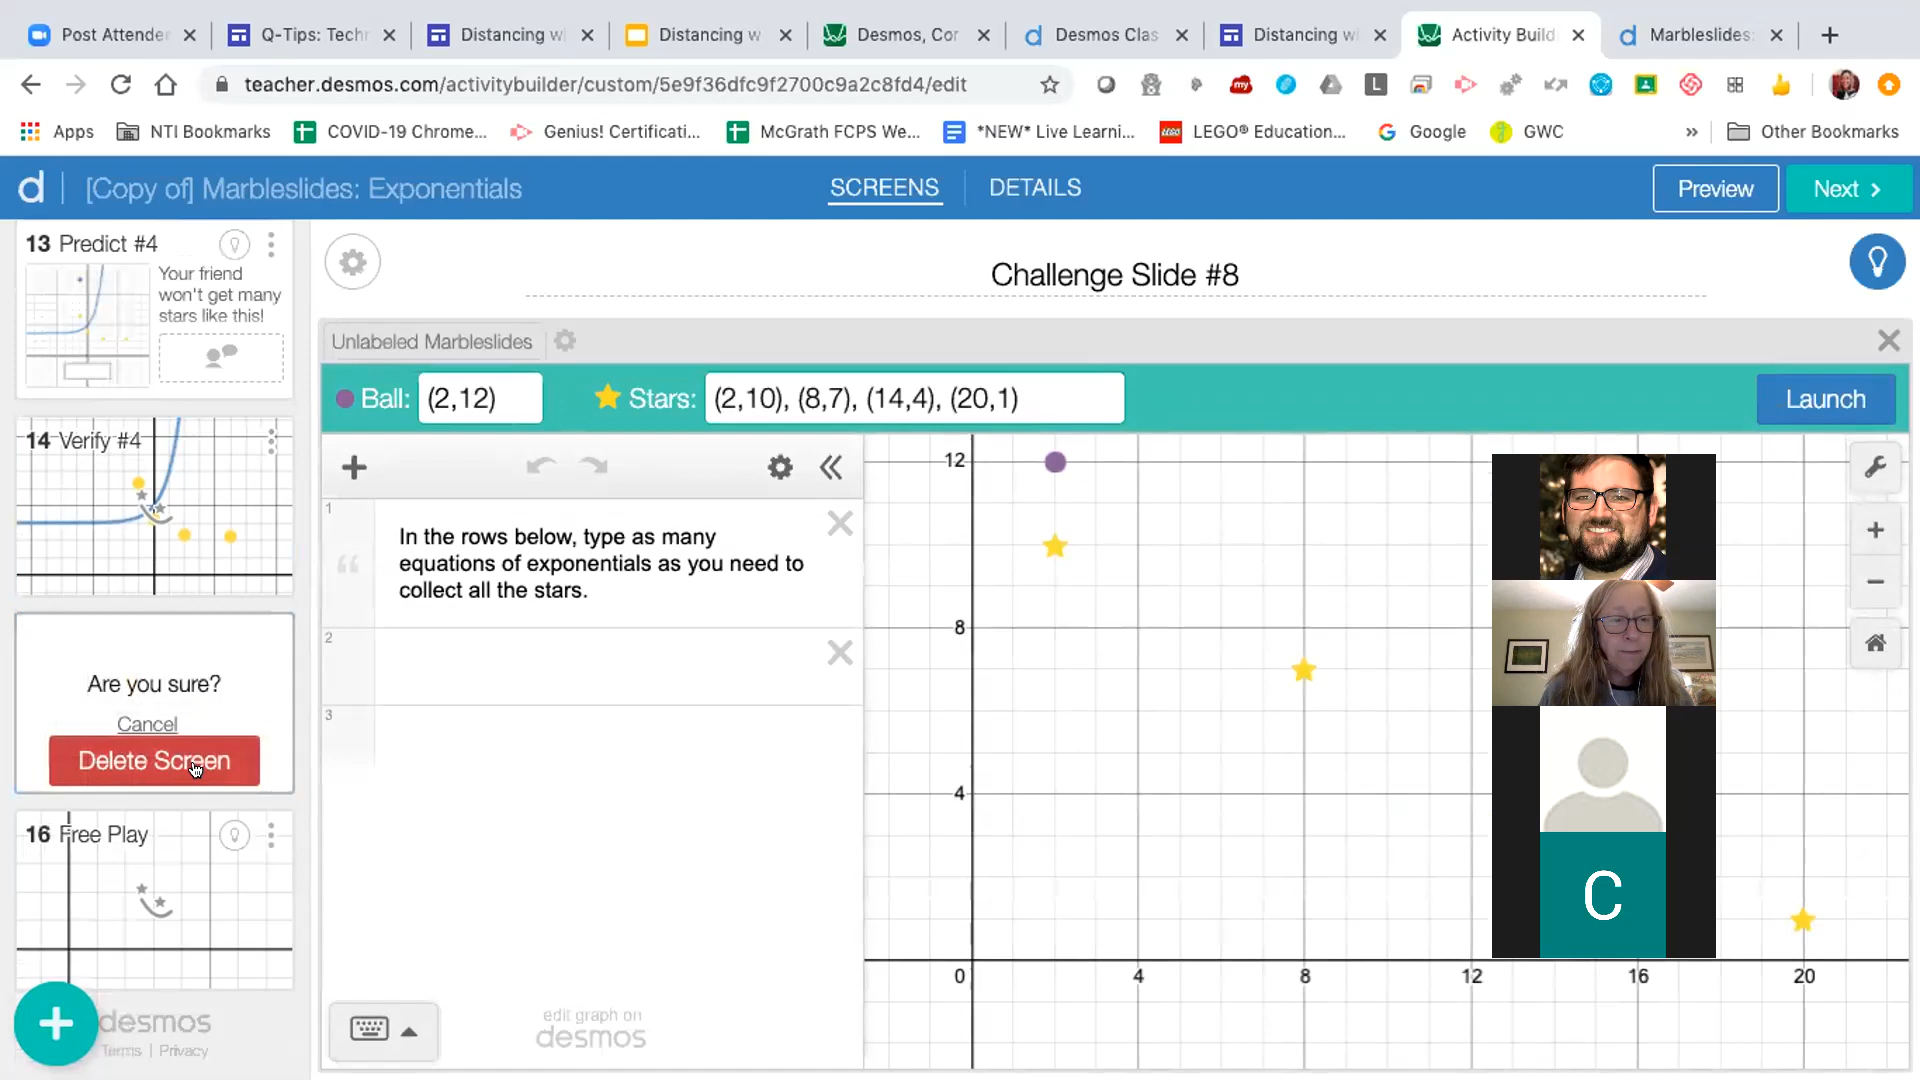 Post Attende
Q-Tips: Tech
Distancing w
Distancing w
Desmos, Cor
Desmos Clas
Distancing w
Activity Build
Marbleslides:
teacher.desmos.com/activitybuilder/custom/5e9f36dfc9f2700c9a2c8fd4/edit
my
L
Apps
NTI Bookmarks
COVID-19 Chrome...
Genius! Certificati...
McGrath FCPS We...
*NEW* Live Learni...
LEGO® Education...
Google
GWC
»
Other Bookmarks
d
[Copy of] Marbleslides: Exponentials
SCREENS
DETAILS
Preview
Next >
13 Predict #4
Your friend
won't get many
stars like this!
14 Verify #4
Are you sure?
Cancel
Delete Screen
16 Free Play
desmos
Terms | Privacy
Challenge Slide #8
Unlabeled Marbleslides
Ball: (2,12)
Stars: (2,10), (8,7), (14,4), (20,1)
Launch
1
In the rows below, type as many
equations of exponentials as you need to
collect all the stars.
2
3
edit graph on
desmos
12
8
4
0
4
8
12
16
20
C